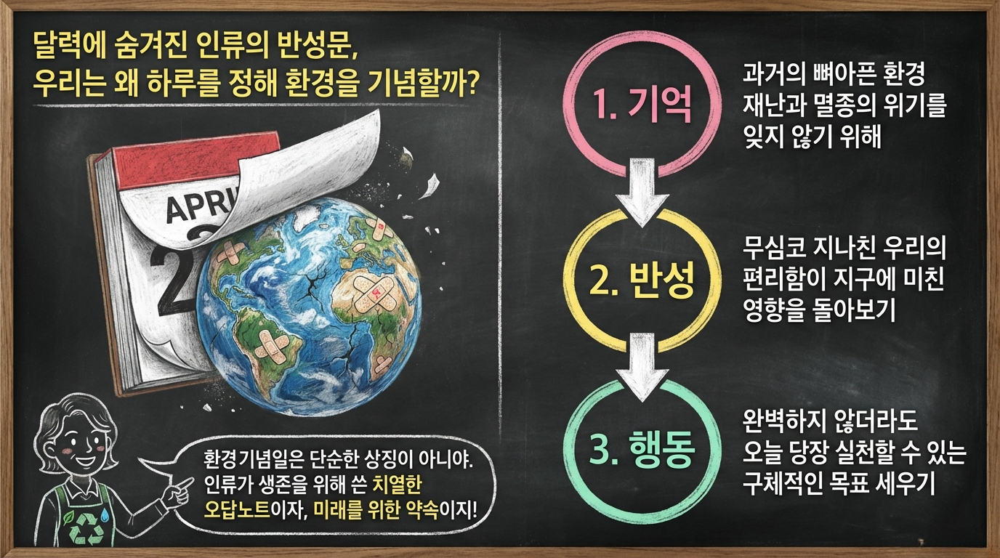 달력에 숨겨진 인류의 반성문,
우리는 왜 하루를 정해 환경을 기념할까?
APRI
2
환경기념일은 단순한 상징이 아니야.
인류가 생존을 위해 쓴 치열한
오답노트이자, 미래를 위한 약속이지!
1. 기억
과거의 뼈아픈 환경
재난과 멸종의 위기를
잊지 않기 위해
2. 반성
무심코 지나친 우리의
편리함이 지구에 미친
영향을 돌아보기
3. 행동
완벽하지 않더라도
오늘 당장 실천할 수 있는
구체적인 목표 세우기